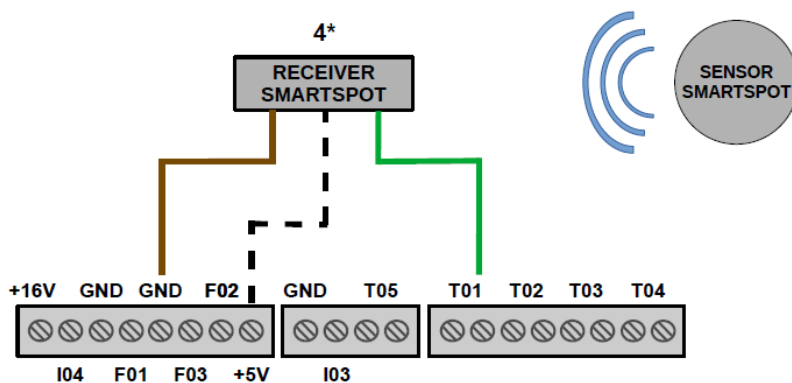 4*
RECEIVER
SMARTSPOT
SENSOR
SMARTSPOT
+16V GND GND F02 GND T05 T01 T02 T03 T04
I04 F01 F03 +5V I03